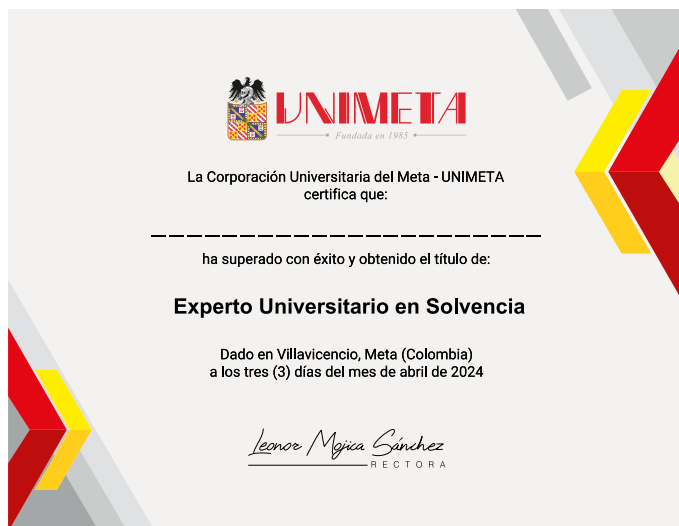 UNIMETA
Fundada en 1985
La Corporación Universitaria del Meta - UNIMETA
certifica que:
ha superado con éxito y obtenido el título de:
Experto Universitario en Solvencia
Dado en Villavicencio, Meta (Colombia)
a los tres (3) días del mes de abril de 2024
Leonor Mojica Sánchez
RECTORA